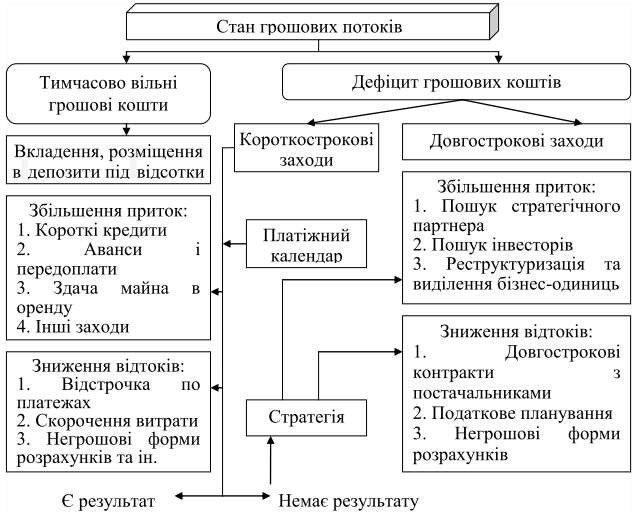 Стан грошових потоків
Тимчасово вільні
грошові кошти
Дефіцит грошових коштів
Вкладення, розміщення
в депозити під відсотки
Короткострокові
заходи
Довгострокові заходи
Збільшення приток:
1. Короткі кредити
2. Аванси і
передоплати
3. Здача майна в
оренду
4. Інші заходи
Платіжний
календар
Збільшення приток:
1. Пошук стратегічного
партнера
2. Пошук інвесторів
3. Реструктуризація та
виділення бізнес-одиниць
Зниження відтоків:
1. Відстрочка по
платежах
2. Скорочення витрати
3. Негрошові форми
розрахунків та ін.
Стратегія
Зниження відтоків:
1. Довгострокові
контракти з
постачальниками
2. Податкове планування
3. Негрошові форми
розрахунків
Є результат
Немає результату